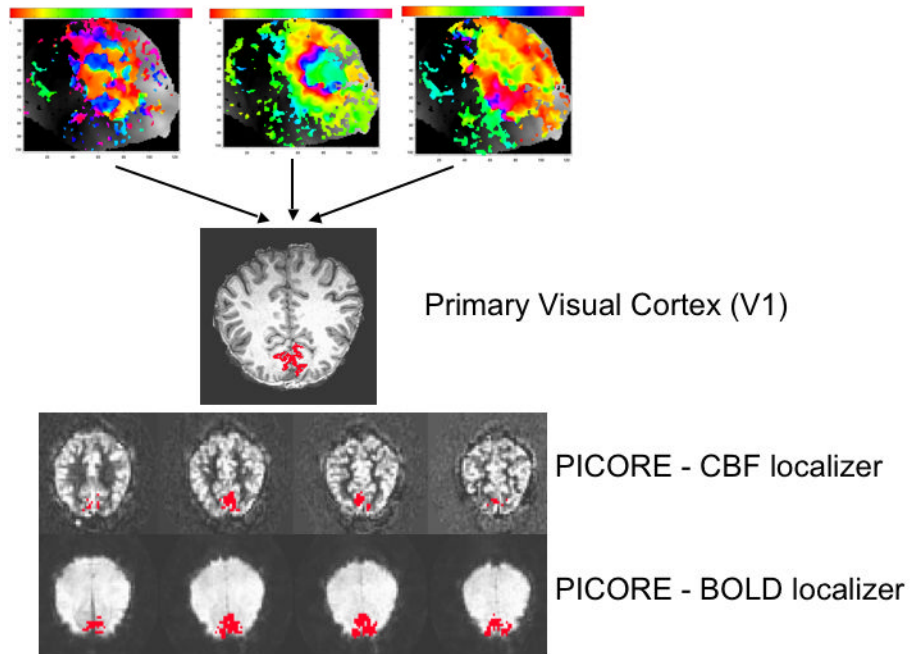 Primary Visual Cortex (V1)
PICORE - CBF localizer
PICORE - BOLD localizer